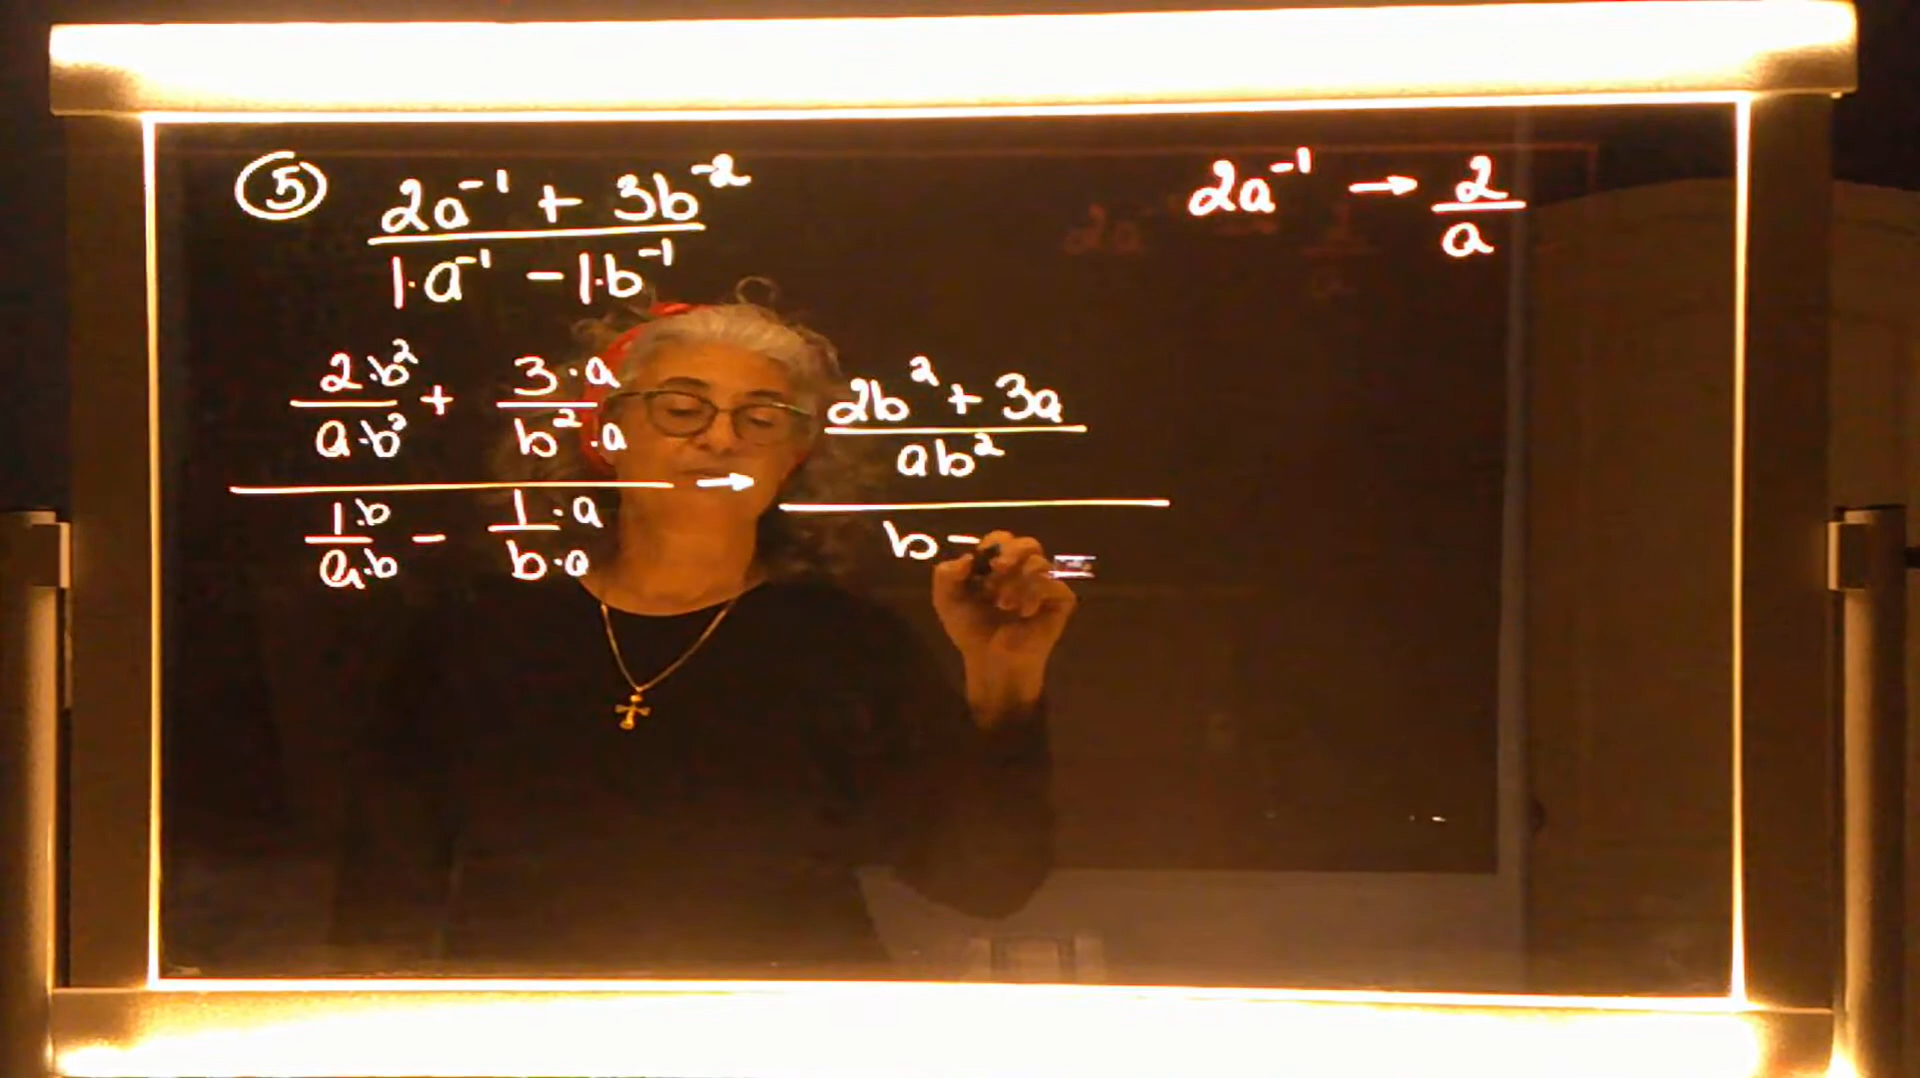 ⑤ 2a⁻¹ + 3b⁻²
1·a⁻¹ - 1·b⁻¹
2a⁻¹ → 2
a
2·b² + 3·a
a·b² b²·a
→
1·b - 1·a
a·b b·a
2b² + 3a
ab²
b -